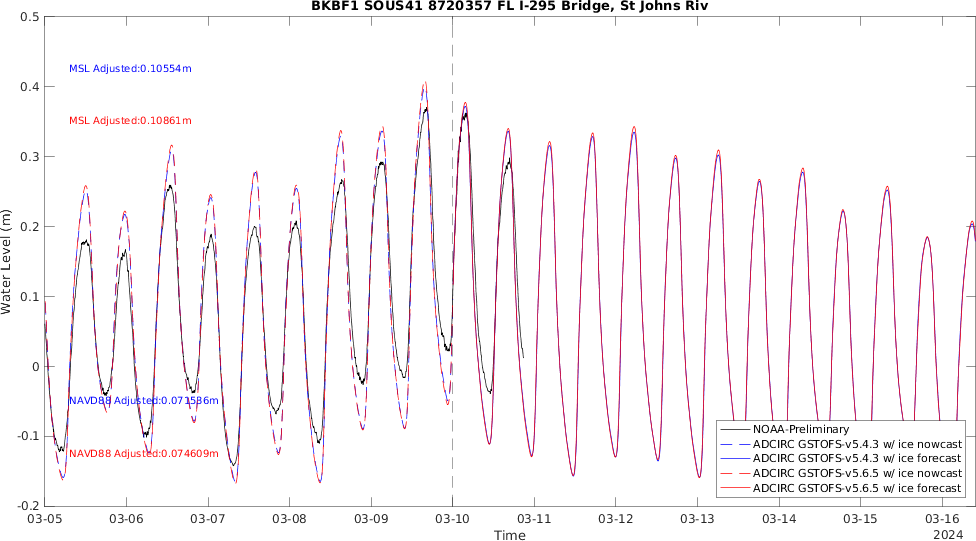 BKBF1 SOUS41 8720357 FL I-295 Bridge, St Johns Riv
0.5
MSL Adjusted:0.10554m
0.4
MSL Adjusted:0.10861m
0.3
0.2
Water Level (m)
0.1
0
NAVD88 Adjusted:0.071536m
-0.1
NAVD88 Adjusted:0.074609m
-0.2
NOAA-Preliminary
ADCIRC GSTOFS-v5.4.3 w/ ice nowcast
ADCIRC GSTOFS-v5.4.3 w/ ice forecast
ADCIRC GSTOFS-v5.6.5 w/ ice nowcast
ADCIRC GSTOFS-v5.6.5 w/ ice forecast
03-05 03-06 03-07 03-08 03-09 03-10 03-11 03-12 03-13 03-14 03-15 03-16
Time 2024